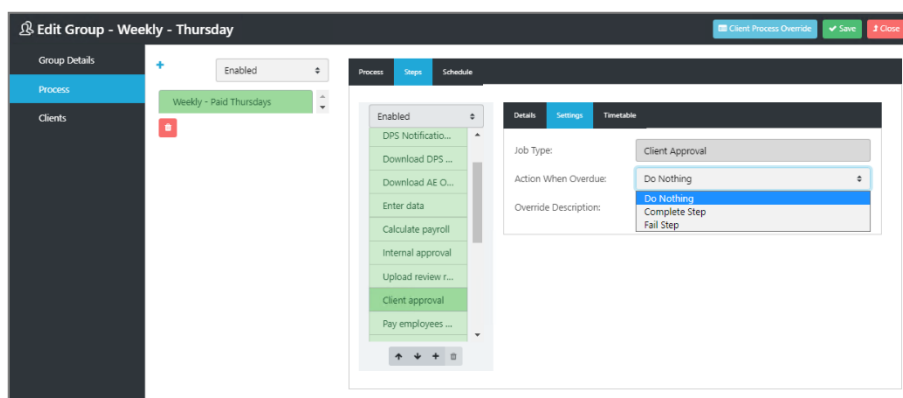 Edit Group - Weekly - Thursday
Client Process Override
Save
Close
Group Details
Process
Clients
Enabled
Weekly - Paid Thursdays
Process
Steps
Schedule
Enabled
DPS Notificatio...
Download DPS ...
Download AE O...
Enter data
Calculate payroll
Internal approval
Upload review r...
Client approval
Pay employees ...
Details
Settings
Timetable
Job Type:
Client Approval
Action When Overdue:
Do Nothing
Do Nothing
Complete Step
Fail Step
Override Description: